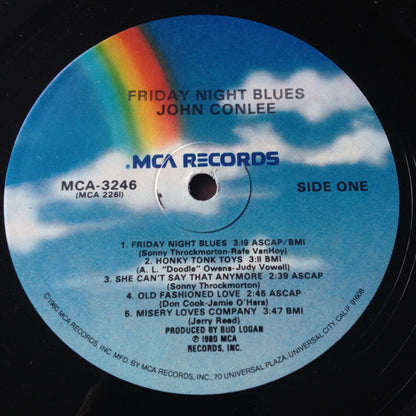 FRIDAY NIGHT BLUES
JOHN CONLEE
MCA RECORDS
MCA-3246
(MCA 2261)
SIDE ONE
1. FRIDAY NIGHT BLUES 3:19 ASCAP/BMI
(Sonny Throckmorton-Rafe VanHoy)
2. HONKY TONK TOYS 3:11 BMI
(A. L. "Doodle" Owens-Judy Vowell)
3. SHE CAN'T SAY THAT ANYMORE 2:39 ASCAP
(Sonny Throckmorton)
4. OLD FASHIONED LOVE 2:45 ASCAP
(Don Cook-Jamie O'Hara)
5. MISERY LOVES COMPANY 3:47 BMI
(Jerry Reed)
PRODUCED BY BUD LOGAN
℗ 1980 MCA
RECORDS, INC.
©1980 MCA RECORDS, INC. MFD. BY MCA RECORDS, INC., 70 UNIVERSAL PLAZA, UNIVERSAL CITY, CALIF. 91608